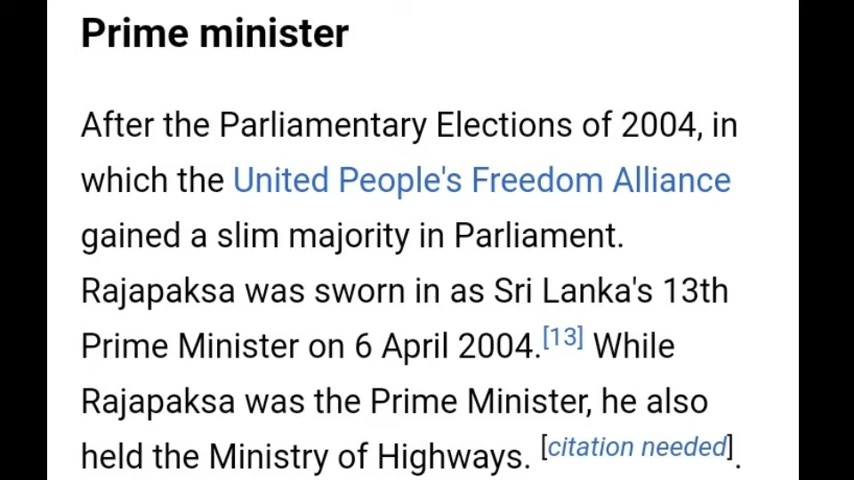 Prime minister
After the Parliamentary Elections of 2004, in
which the United People's Freedom Alliance
gained a slim majority in Parliament.
Rajapaksa was sworn in as Sri Lanka's 13th
Prime Minister on 6 April 2004.[13] While
Rajapaksa was the Prime Minister, he also
held the Ministry of Highways. [citation needed].